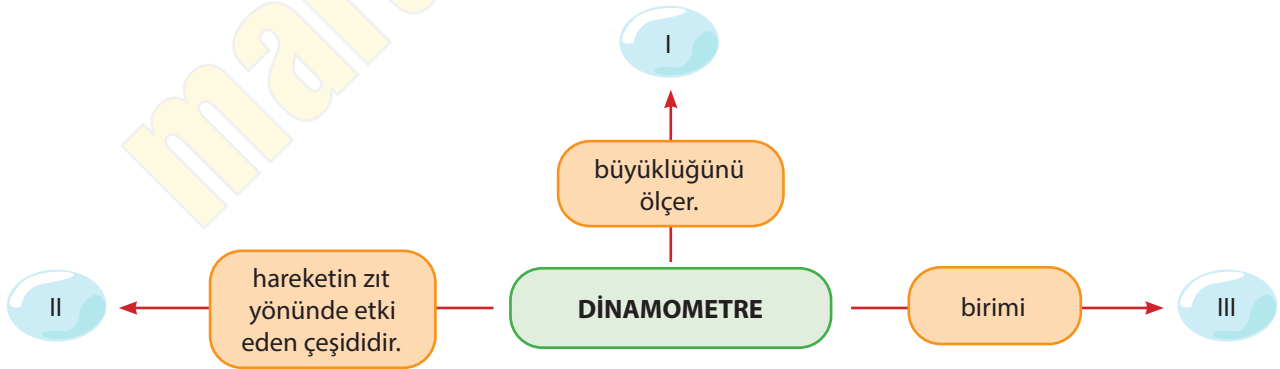 I
büyüklüğünü
ölçer.
II
hareketin zıt
yönünde etki
eden çeşididir.
DİNAMOMETRE
birimi
III